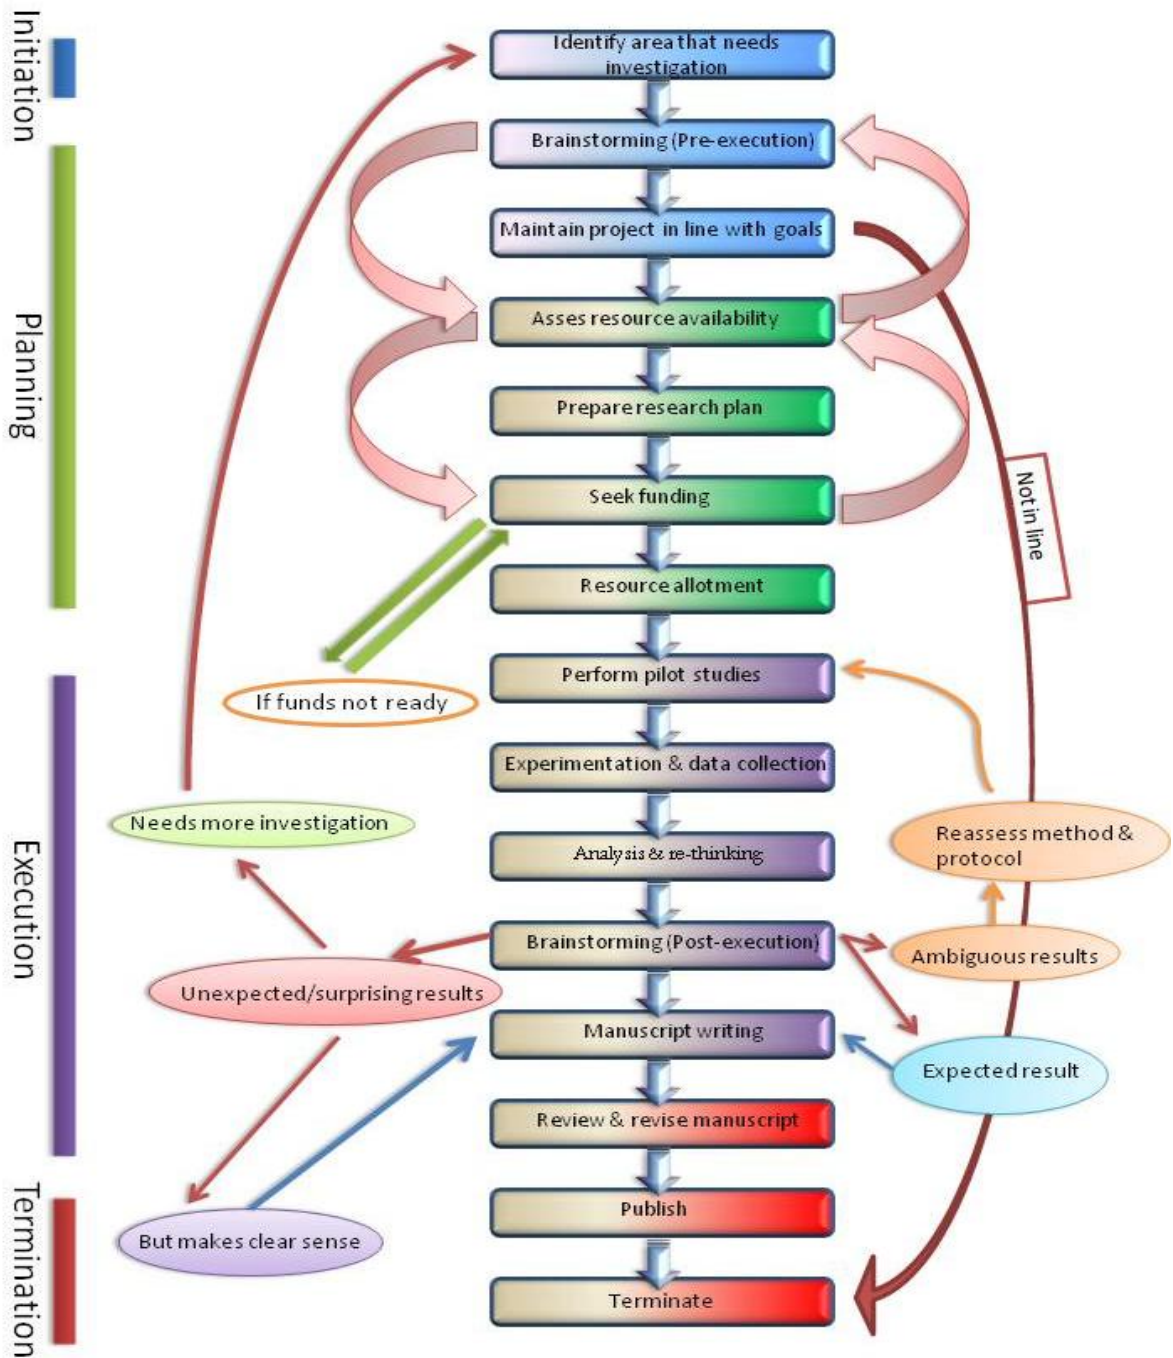 Initiation
Planning
Execution
Termination
Identify area that needs
investigation
Brainstorming (Pre-execution)
Maintain project in line with goals
Asses resource availability
Prepare research plan
Seek funding
Not in line
Resource allotment
Perform pilot studies
If funds not ready
Experimentation & data collection
Needs more investigation
Reassess method &
protocol
Analysis & re-thinking
Brainstorming (Post-execution)
Ambiguous results
Unexpected/surprising results
Manuscript writing
Expected result
Review & revise manuscript
Publish
But makes clear sense
Terminate